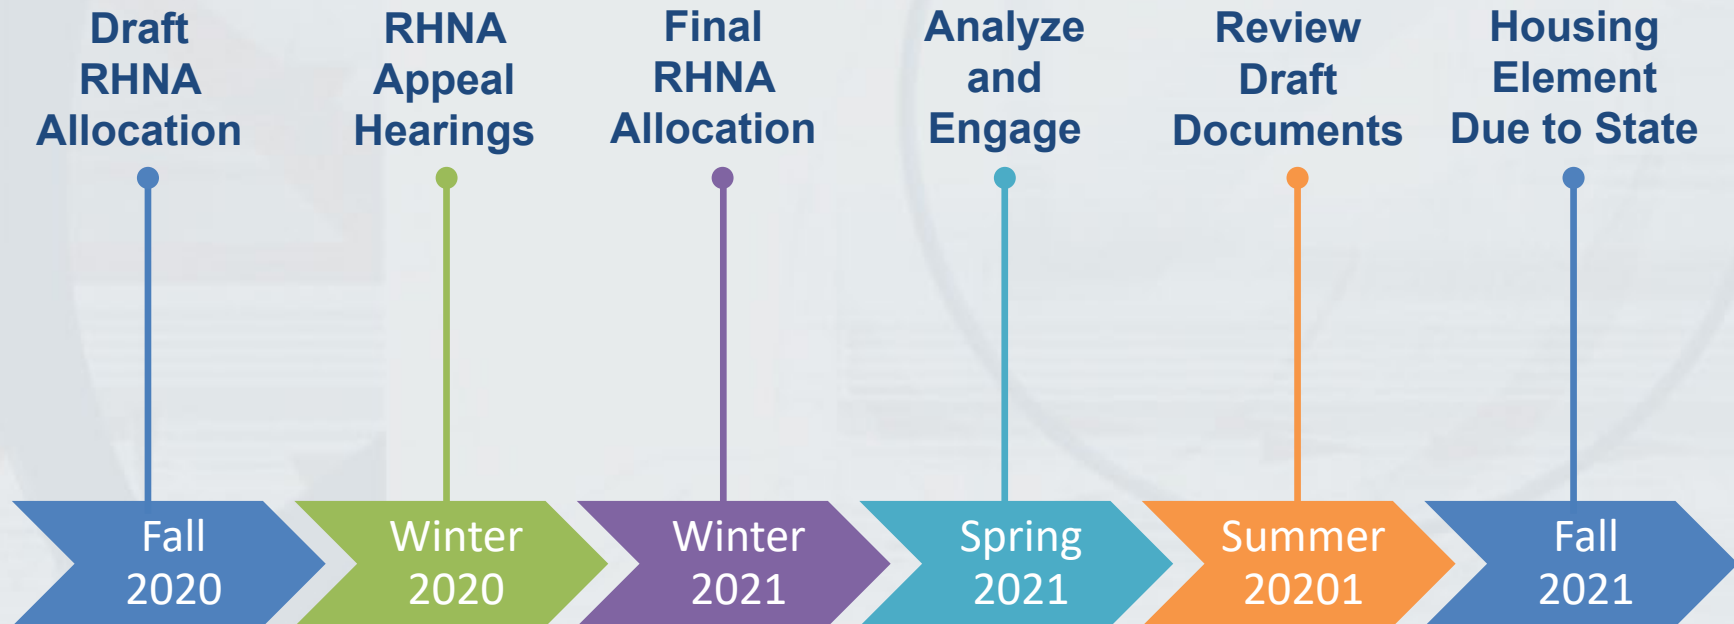 Draft
RHNA
Allocation
RHNA
Appeal
Hearings
Final
RHNA
Allocation
Analyze
and
Engage
Review
Draft
Documents
Housing
Element
Due to State
Fall
2020
Winter
2020
Winter
2021
Spring
2021
Summer
20201
Fall
2021